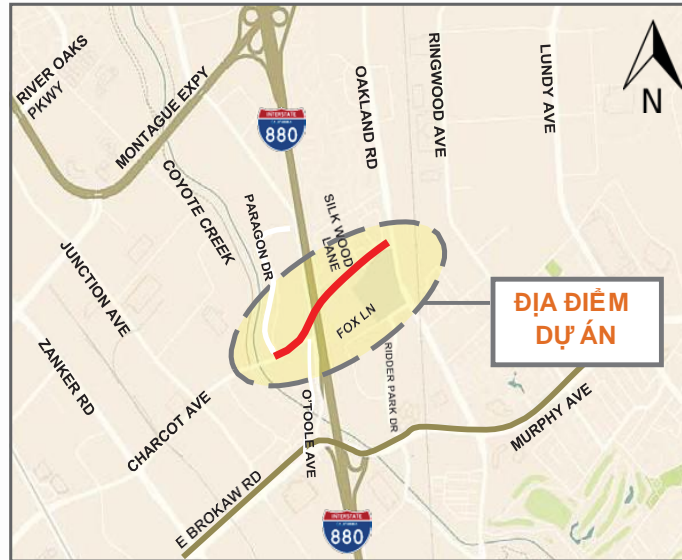 RIVER OAKS
PKWY
MONTAGUE EXPY
INTERSTATE
CALIFORNIA
880
OAKLAND RD
RINGWOOD AVE
LUNDY AVE
N
COYOTE CREEK
PARAGON DR
SILK WOOD
LANE
JUNCTION AVE
ZANKER RD
FOX LN
ĐỊA ĐIỂM
DỰ ÁN
CHARCOT AVE
O'TOOLE AVE
RIDDER PARK DR
MURPHY AVE
E BROKAW RD
INTERSTATE
CALIFORNIA
880